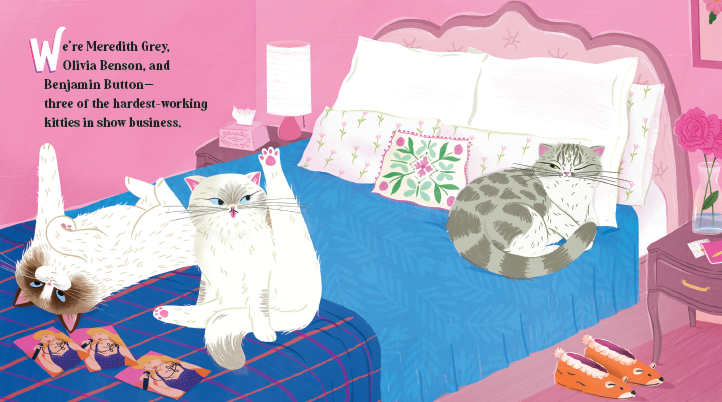 We're Meredith Grey,
Olivia Benson, and
Benjamin Button—
three of the hardest-working
kitties in show business.